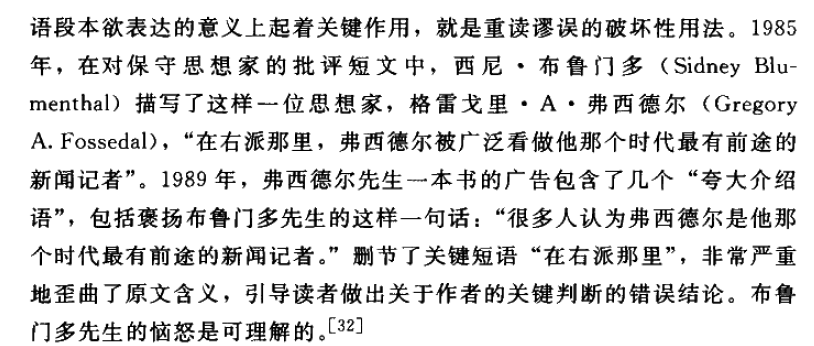 语段本欲表达的意义上起着关键作用，就是重读谬误的破坏性用法。1985
年，在对保守思想家的批评短文中，西尼·布鲁门多（Sidney Blu-
menthal）描写了这样一位思想家，格雷戈里·A·弗西德尔（Gregory
A. Fossedal），“在右派那里，弗西德尔被广泛看做他那个时代最有前途的
新闻记者”。1989 年，弗西德尔先生一本书的广告包含了几个“夸大介绍
语”，包括褒扬布鲁门多先生的这样一句话：“很多人认为弗西德尔是他那
个时代最有前途的新闻记者。”删节了关键短语“在右派那里”，非常严重
地歪曲了原文含义，引导读者做出关于作者的关键判断的错误结论。布鲁
门多先生的恼怒是可理解的。[32]